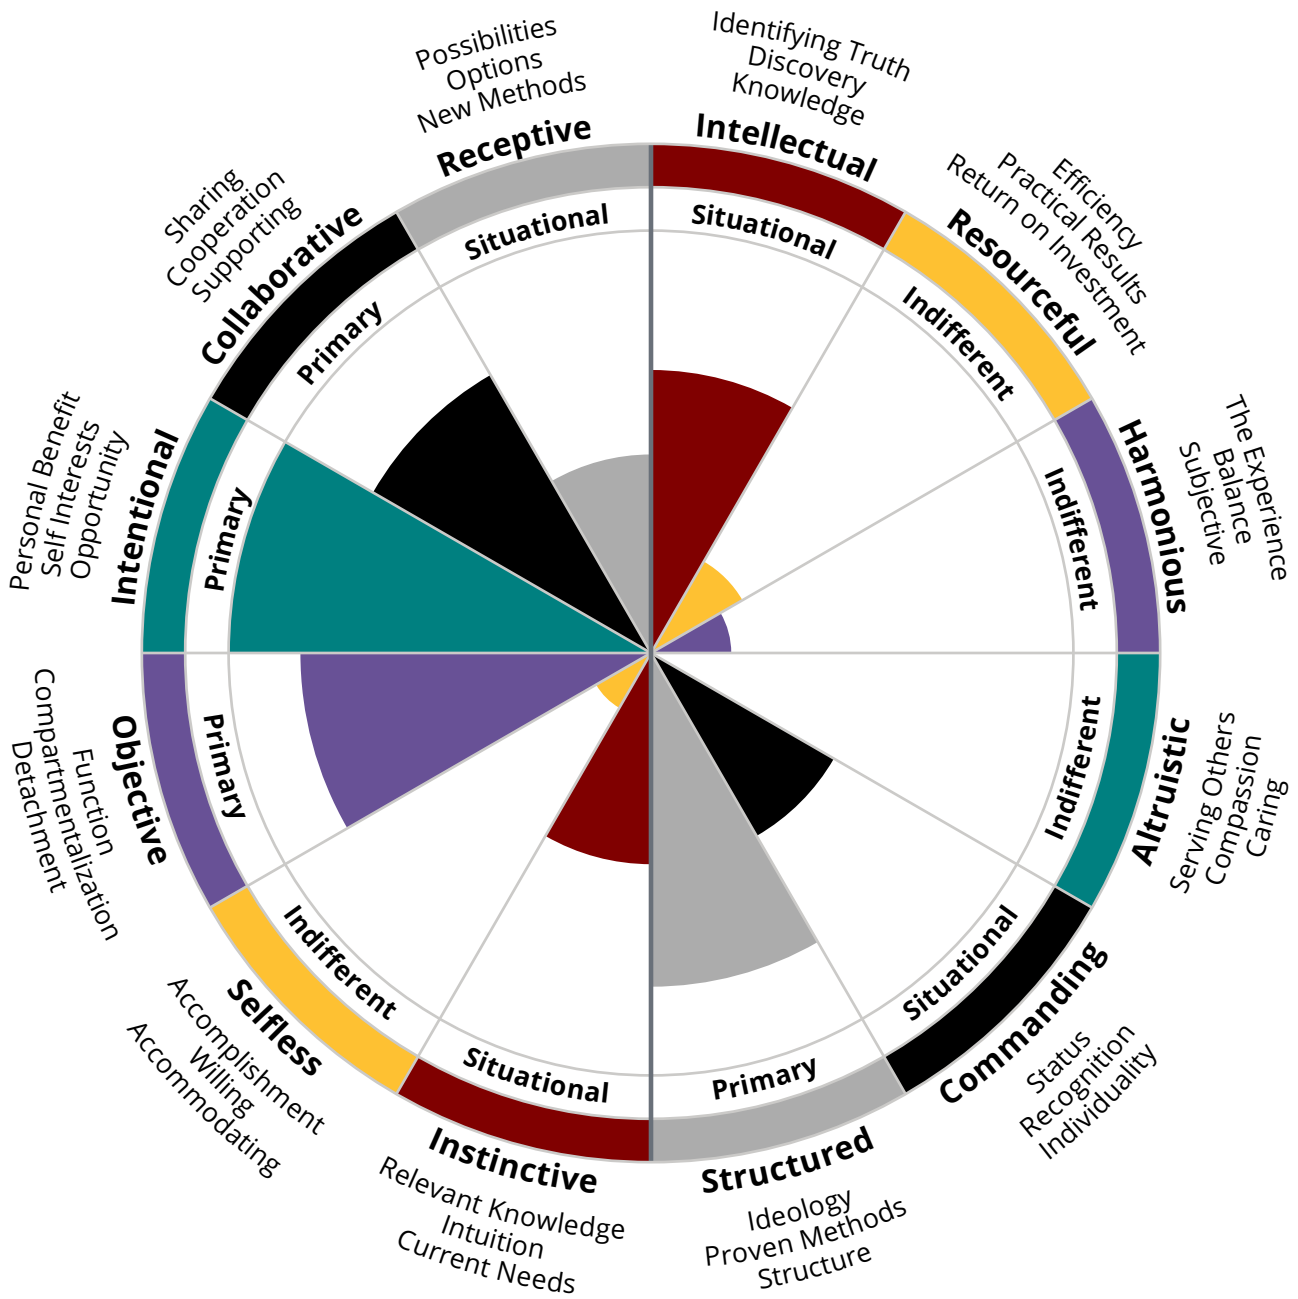 Possibilities
Options
New Methods
Receptive
Situational
Identifying Truth
Discovery
Knowledge
Intellectual
Situational
Efficiency
Practical Results
Return on Investment
Resourceful
Indifferent
The Experience
Balance
Subjective
Harmonious
Indifferent
Altruistic
Indifferent
Serving Others
Compassion
Caring
Commanding
Situational
Status
Recognition
Individuality
Primary
Structured
Ideology
Proven Methods
Structure
Situational
Instinctive
Relevant Knowledge
Intuition
Current Needs
Indifferent
Selfless
Accomplishment
Willing
Accommodating
Primary
Objective
Function
Compartmentalization
Detachment
Personal Benefit
Self Interests
Opportunity
Intentional
Primary
Sharing
Cooperation
Supporting
Collaborative
Primary